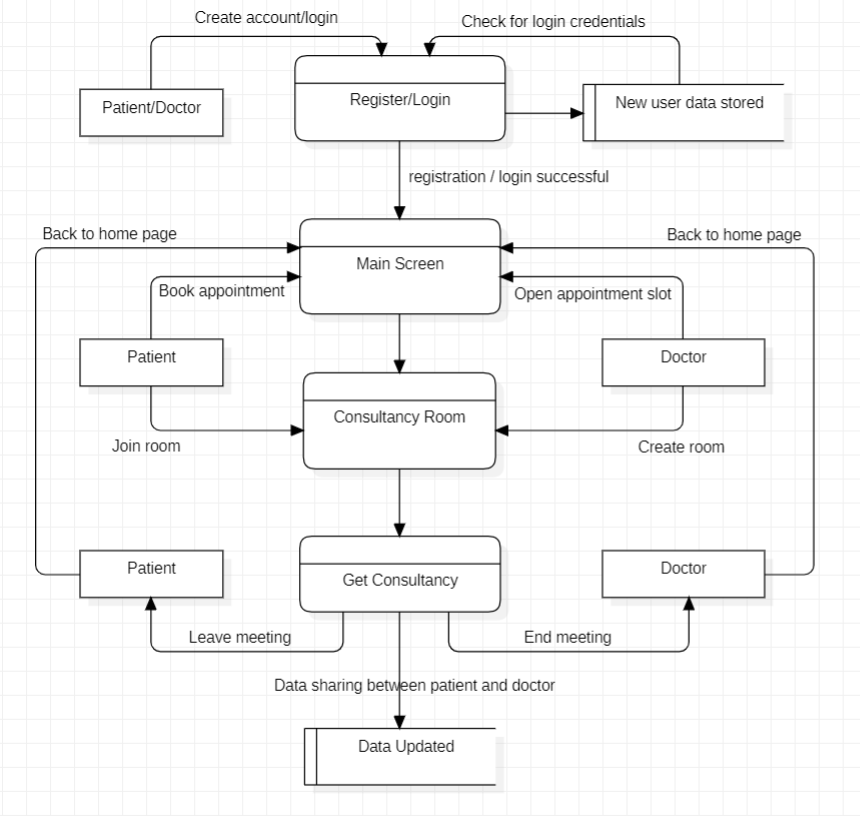 Create account/login
Check for login credentials
Patient/Doctor
Register/Login
New user data stored
registration / login successful
Back to home page
Back to home page
Main Screen
Book appointment
Open appointment slot
Patient
Doctor
Consultancy Room
Join room
Create room
Patient
Get Consultancy
Doctor
Leave meeting
End meeting
Data sharing between patient and doctor
Data Updated